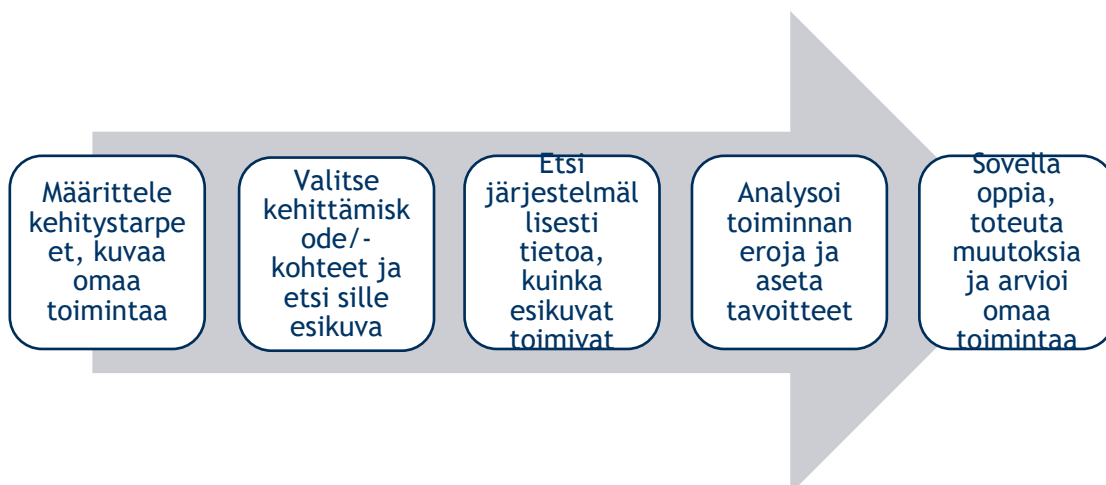 Määrittele
kehitystarpe
et, kuvaa
omaa
toimintaa
Valitse
kehittämisk
ode/-
kohteet ja
etsi sille
esikuva
Etsi
järjestelmäl
lisesti
tietoa,
kuinka
esikuvat
toimivat
Analysoi
toiminnan
eroja ja
aseta
tavoitteet
Sovella
oppia,
toteuta
muutoksia
ja arvioi
omaa
toimintaa